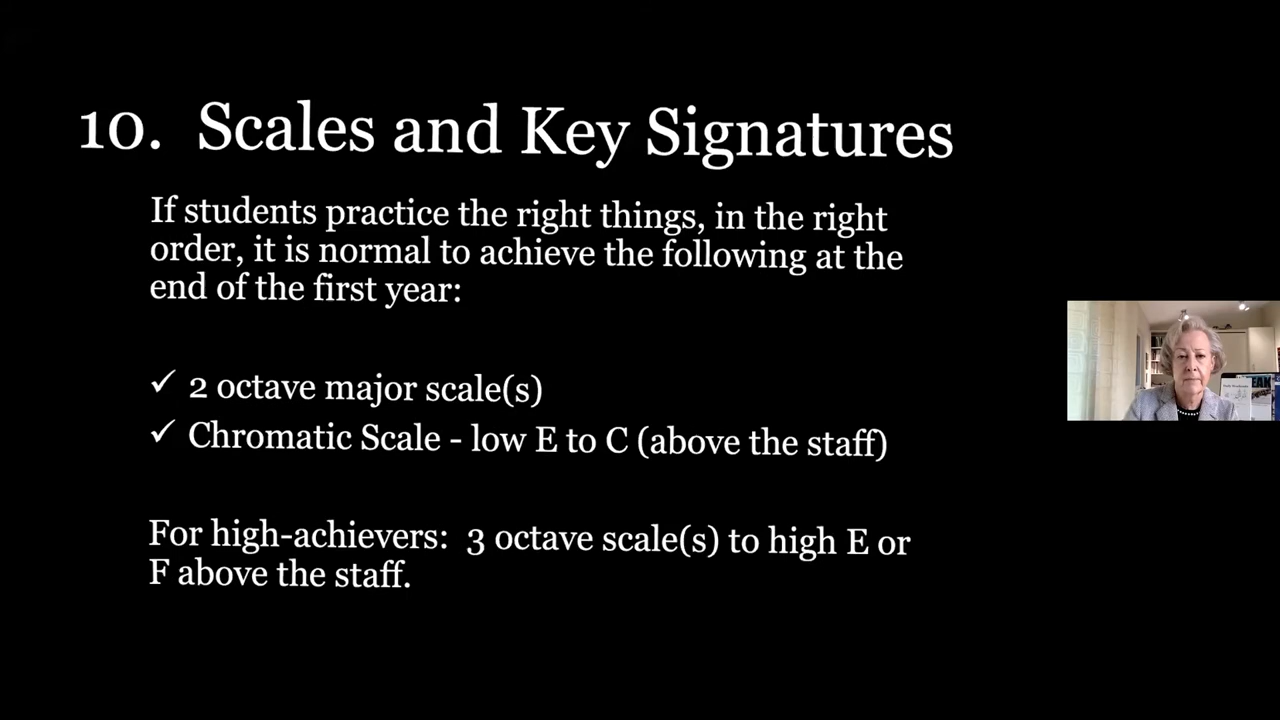 10. Scales and Key Signatures
If students practice the right things, in the right
order, it is normal to achieve the following at the
end of the first year:
✓ 2 octave major scale(s)
✓ Chromatic Scale - low E to C (above the staff)
For high-achievers: 3 octave scale(s) to high E or
F above the staff.